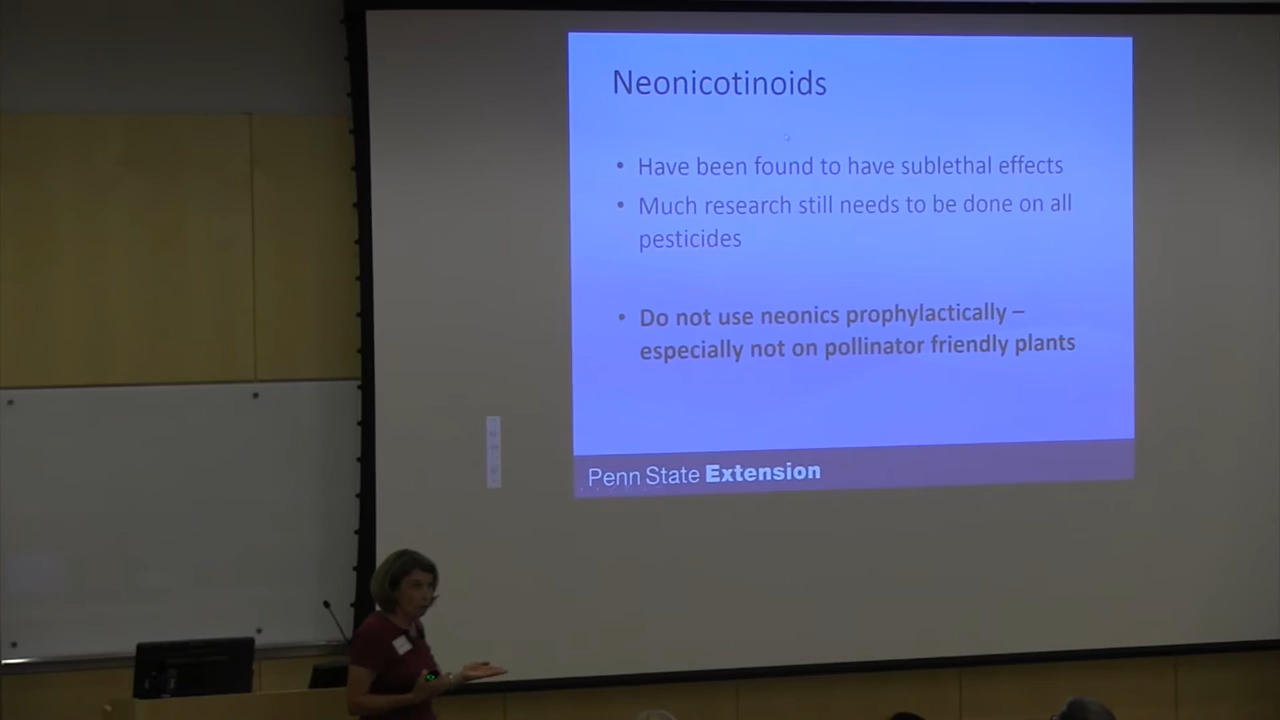 Neonicotinoids
• Have been found to have sublethal effects
• Much research still needs to be done on all
pesticides
• Do not use neonics prophylactically –
especially not on pollinator friendly plants
Penn State Extension